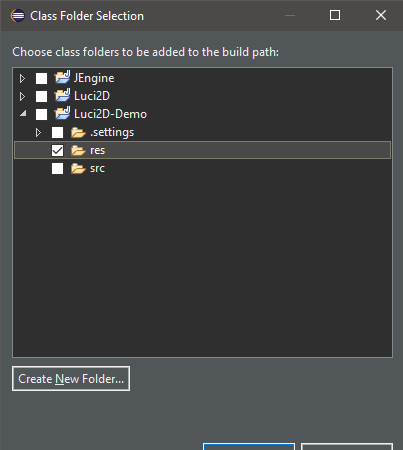 Class Folder Selection
Choose class folders to be added to the build path:
JEngine
Luci2D
Luci2D-Demo
.settings
res
src
Create New Folder...